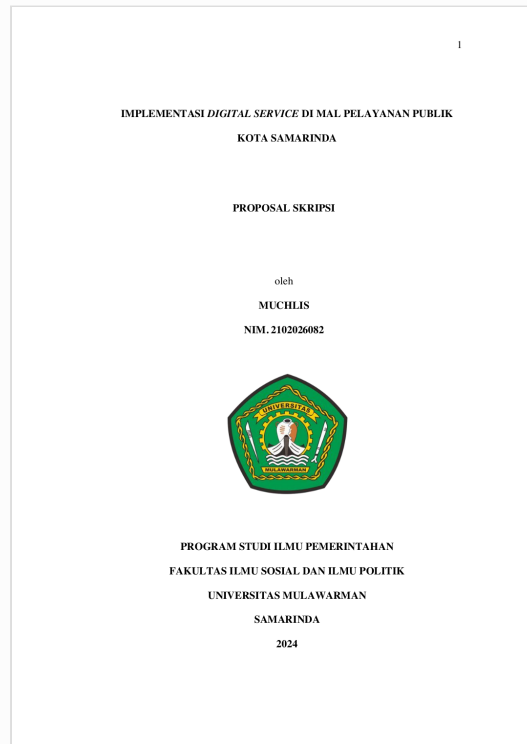 1
IMPLEMENTASI DIGITAL SERVICE DI MAL PELAYANAN PUBLIK
KOTA SAMARINDA
PROPOSAL SKRIPSI
oleh
MUCHLIS
NIM. 2102026082
UNIVERSITAS
MULAWARMAN
PROGRAM STUDI ILMU PEMERINTAHAN
FAKULTAS ILMU SOSIAL DAN ILMU POLITIK
UNIVERSITAS MULAWARMAN
SAMARINDA
2024